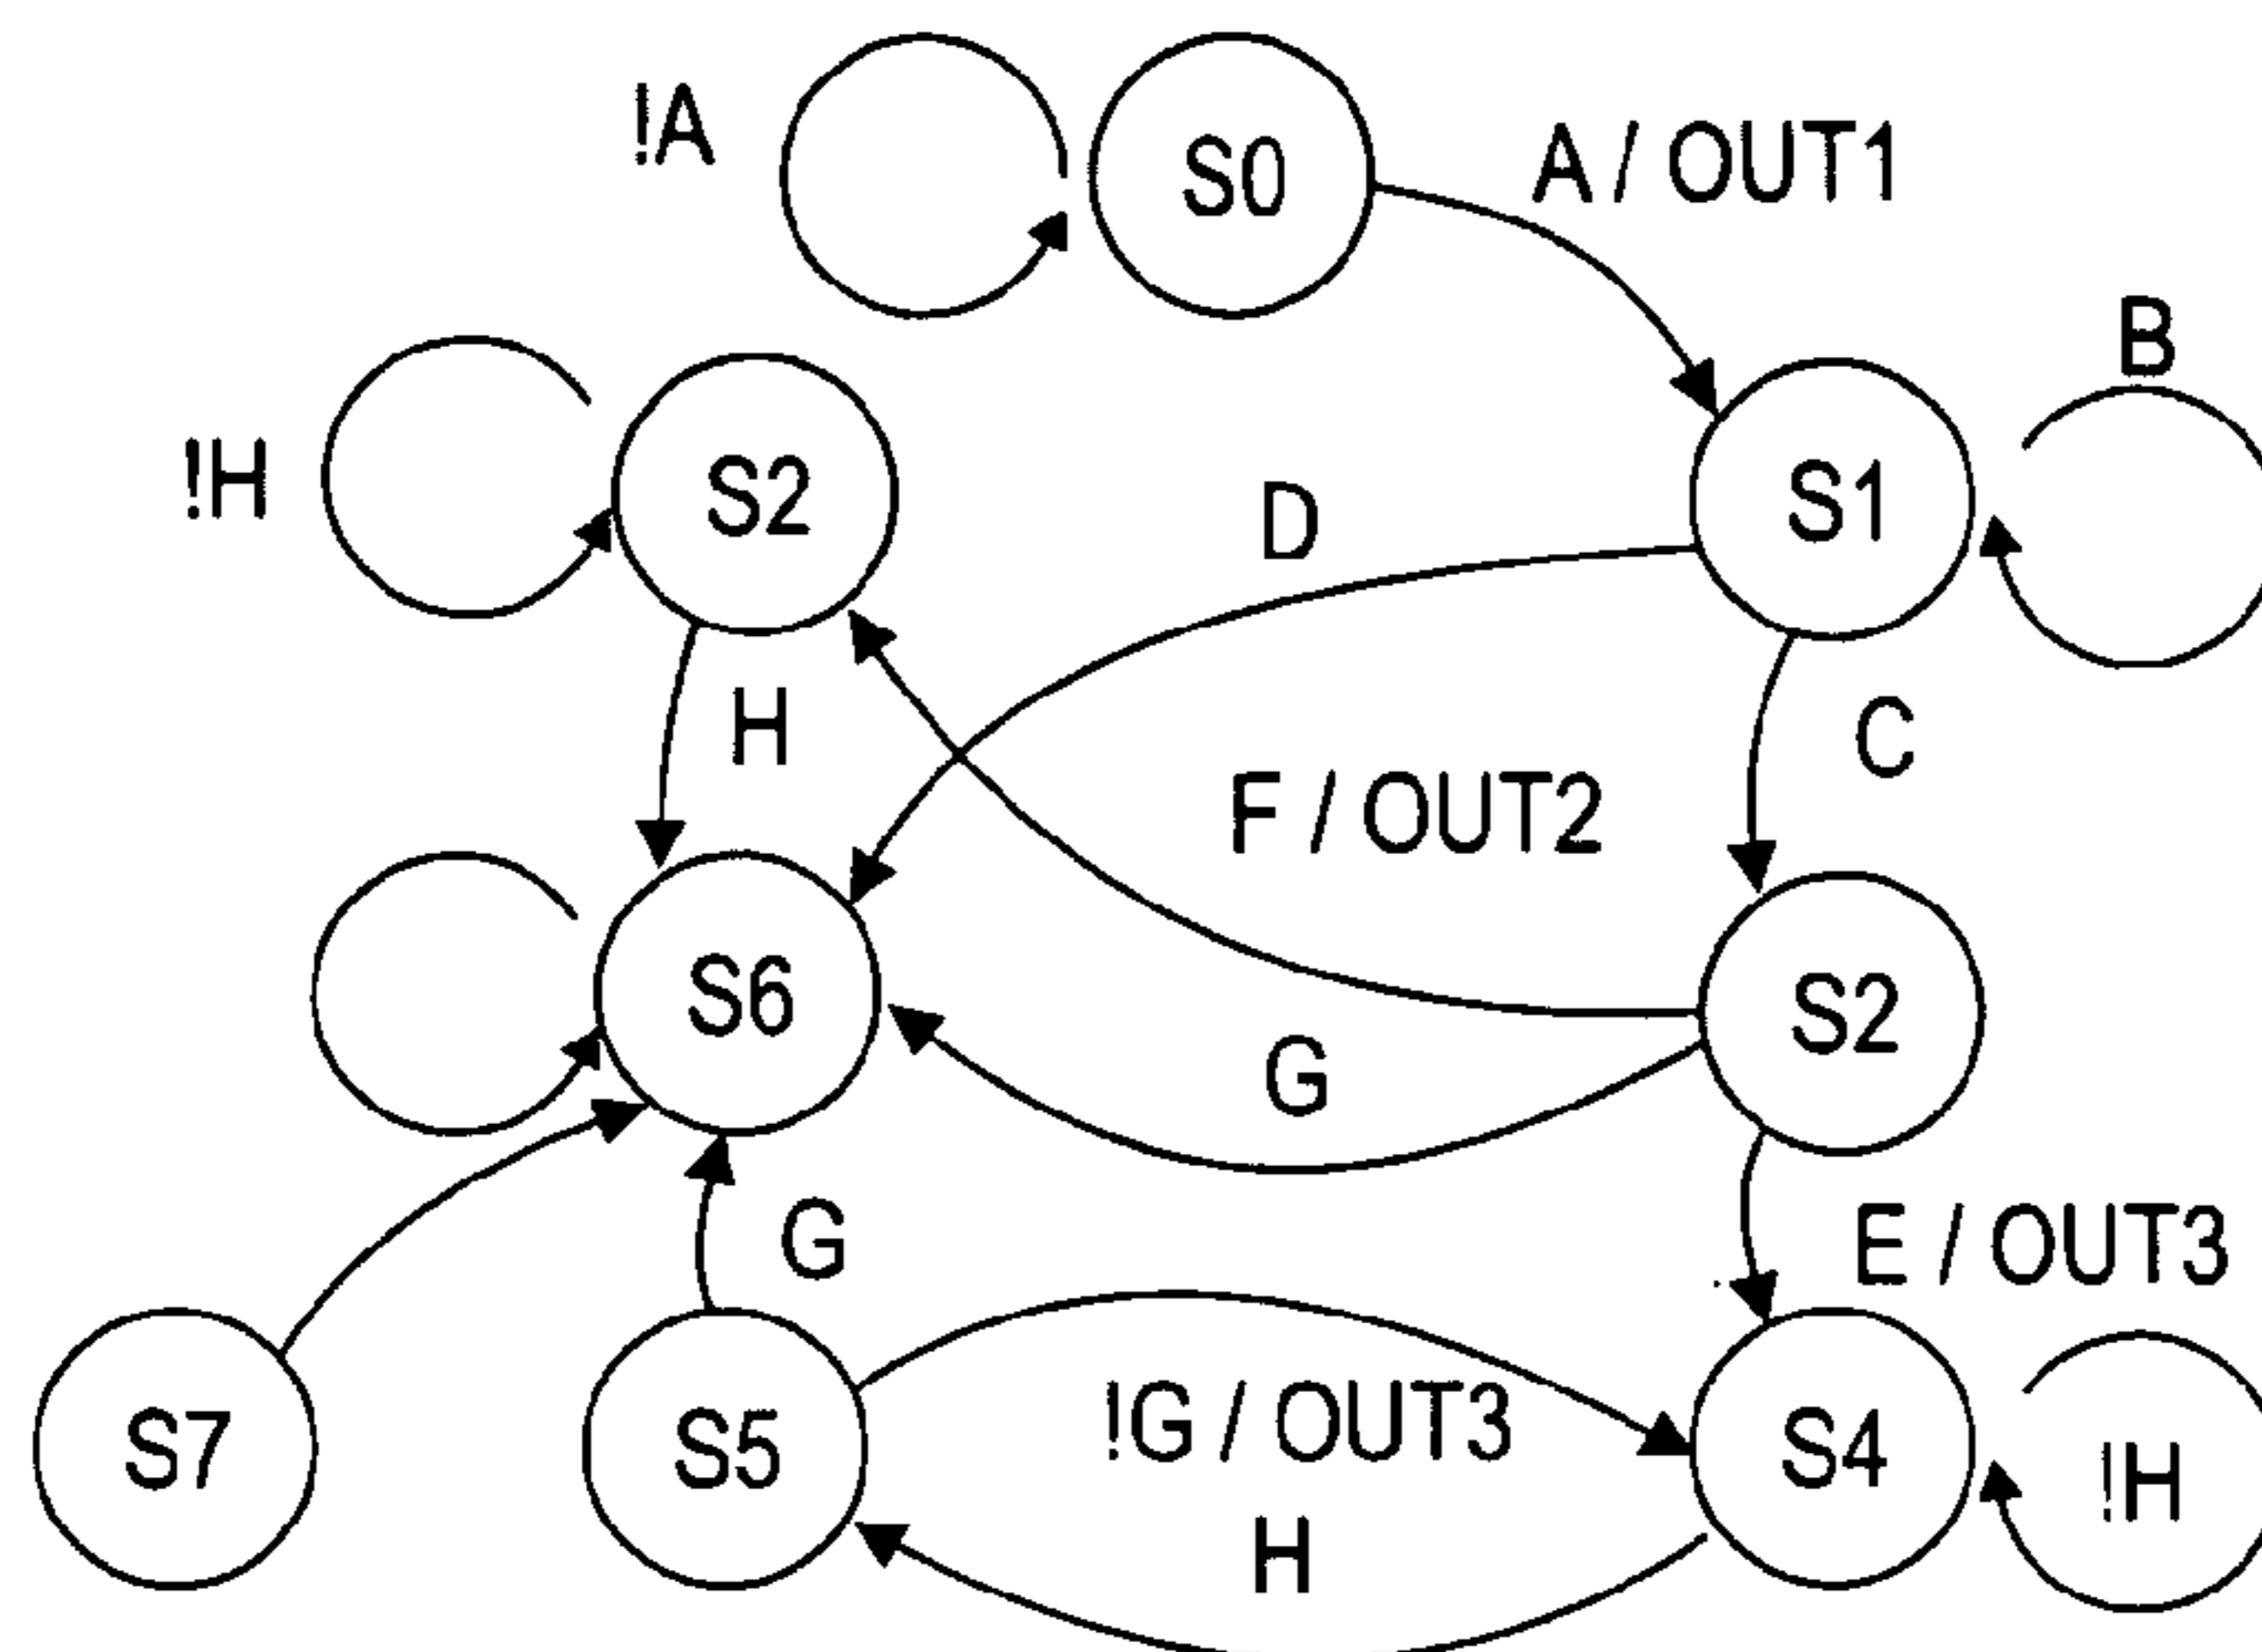 !A
S0
A / OUT1
B
!H
S2
S1
D
H
C
F / OUT2
S6
S2
G
G
E / OUT3
S7
S5
!G / OUT3
S4
!H
H